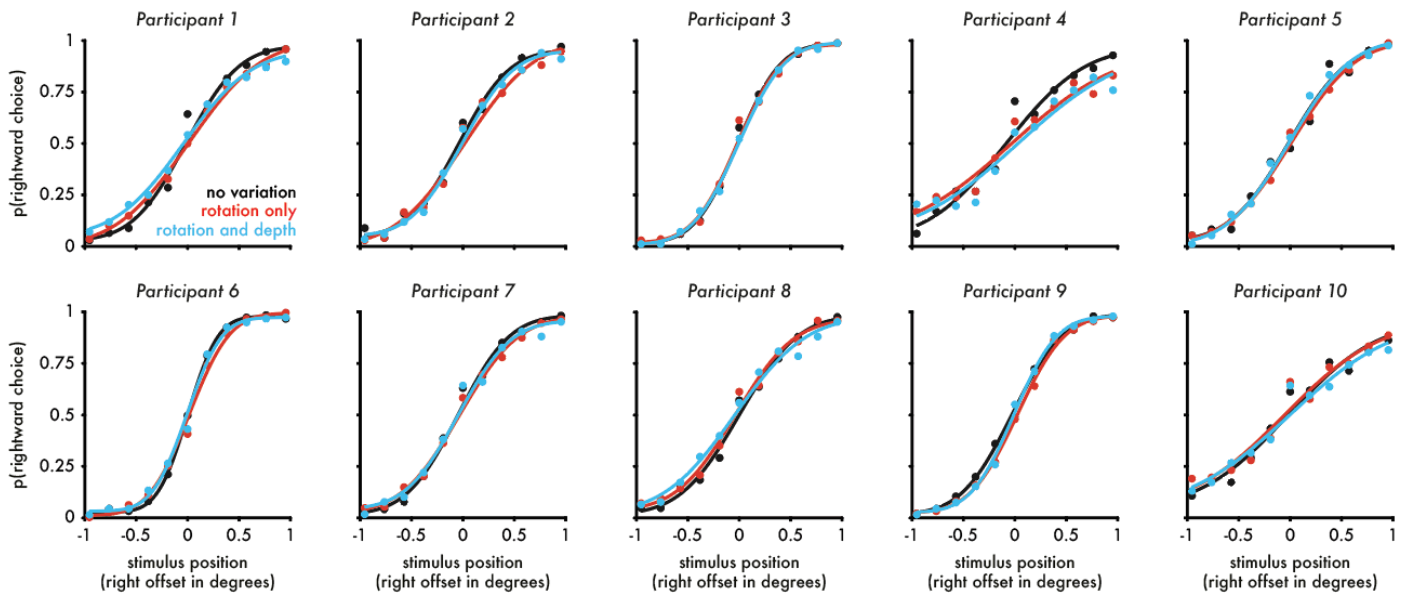 Participant 1
Participant 2
Participant 3
Participant 4
Participant 5
p(rightward choice)
1
0.75
0.5
0.25
0
no variation
rotation only
rotation and depth
Participant 6
Participant 7
Participant 8
Participant 9
Participant 10
p(rightward choice)
1
0.75
0.5
0.25
0
-1 -0.5 0 0.5 1
-1 -0.5 0 0.5 1
-1 -0.5 0 0.5 1
-1 -0.5 0 0.5 1
-1 -0.5 0 0.5 1
stimulus position
(right offset in degrees)
stimulus position
(right offset in degrees)
stimulus position
(right offset in degrees)
stimulus position
(right offset in degrees)
stimulus position
(right offset in degrees)